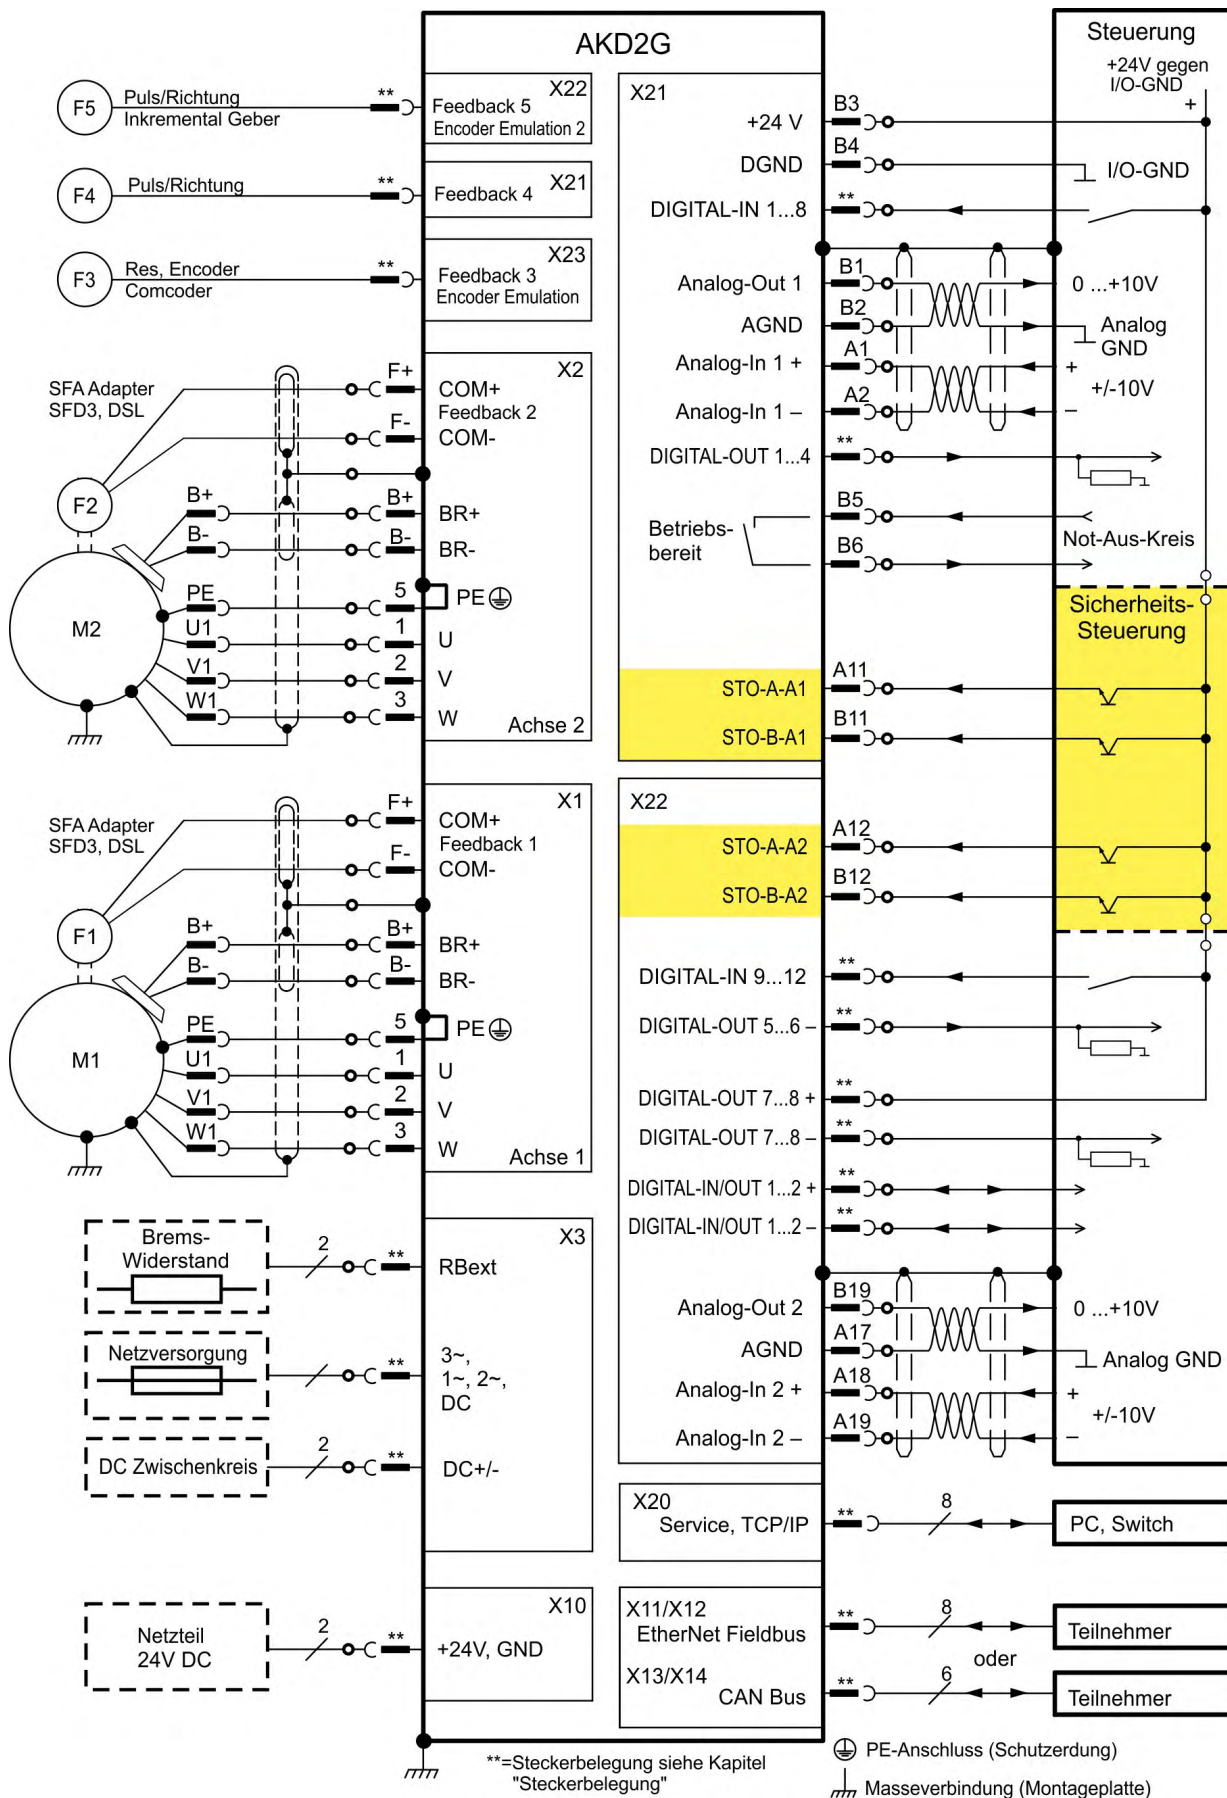 AKD2G
Steuerung
+24V gegen
I/O-GND
+
F5
Puls/Richtung
Inkremental Geber
**
X22
Feedback 5
Encoder Emulation 2
F4
Puls/Richtung
**
X21
Feedback 4
F3
Res, Encoder
Comcoder
**
X23
Feedback 3
Encoder Emulation
SFA Adapter
SFD3, DSL
F2
M2
X2
F+
COM+
Feedback 2
F-
COM-
B+
B+
BR+
B-
B-
BR-
PE
5
PE
U1
1
U
V1
2
V
W1
3
W
Achse 2
SFA Adapter
SFD3, DSL
F1
M1
X1
F+
COM+
Feedback 1
F-
COM-
B+
B+
BR+
B-
B-
BR-
PE
5
PE
U1
1
U
V1
2
V
W1
3
W
Achse 1
Brems-
Widerstand
2
**
RBext
X3
Netzversorgung
**
3~,
1~, 2~,
DC
DC Zwischenkreis
2
**
DC+/-
Netzteil
24V DC
2
**
+24V, GND
X10
X21
+24 V
B3
DGND
B4
I/O-GND
DIGITAL-IN 1...8
**
Analog-Out 1
B1
0 ...+10V
AGND
B2
Analog
GND
Analog-In 1 +
A1
+
+/-10V
Analog-In 1 –
A2
–
DIGITAL-OUT 1...4
**
Betriebs-
bereit
B5
B6
Not-Aus-Kreis
Sicherheits-
Steuerung
STO-A-A1
A11
STO-B-A1
B11
X22
STO-A-A2
A12
STO-B-A2
B12
DIGITAL-IN 9...12
**
DIGITAL-OUT 5...6 –
**
DIGITAL-OUT 7...8 +
**
DIGITAL-OUT 7...8 –
**
DIGITAL-IN/OUT 1...2 +
**
DIGITAL-IN/OUT 1...2 –
**
Analog-Out 2
B19
0 ...+10V
AGND
A17
Analog GND
Analog-In 2 +
A18
+
+/-10V
Analog-In 2 –
A19
–
X20
Service, TCP/IP
**
8
PC, Switch
X11/X12
EtherNet Fieldbus
**
8
Teilnehmer
oder
X13/X14
CAN Bus
**
6
Teilnehmer
**=Steckerbelegung siehe Kapitel
"Steckerbelegung"
PE-Anschluss (Schutzerdung)
Masseverbindung (Montageplatte)